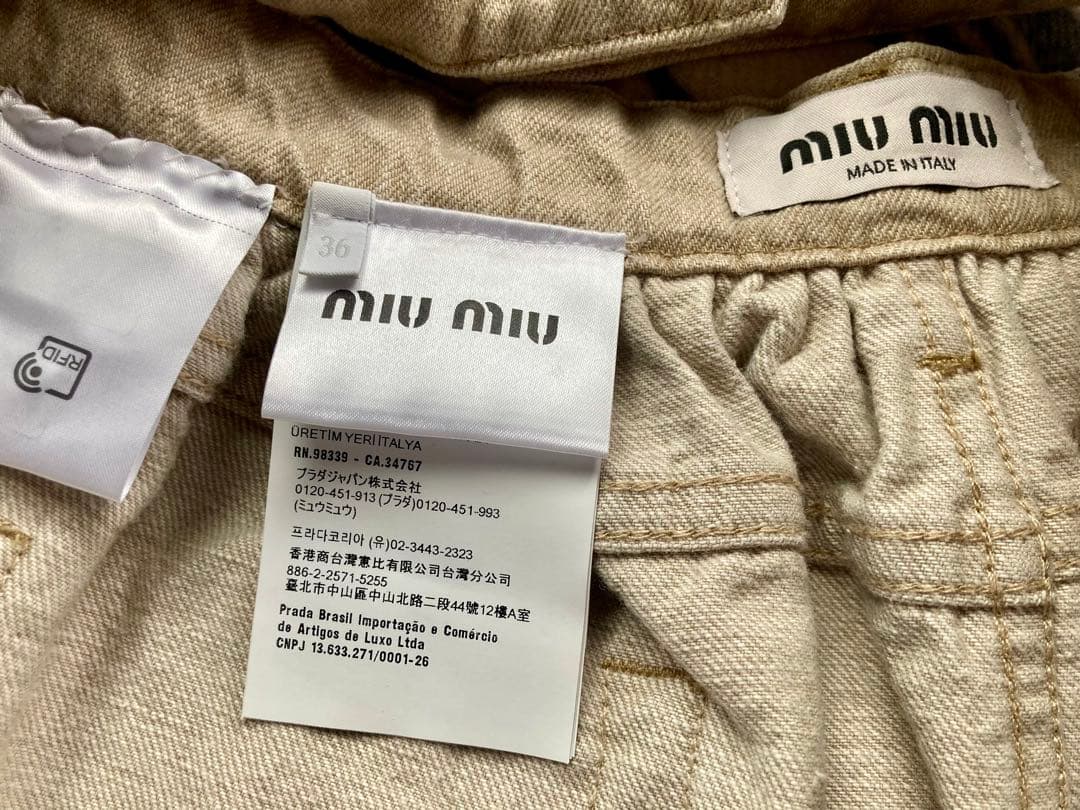 miu miu
MADE IN ITALY
36
miu miu
RFID
ÜRETİM YERİ İTALYA
RN.98339 - CA.34767
プラダジャパン株式会社
0120-451-913 (プラダ)0120-451-993
(ミュウミュウ)
프라다코리아 (유)02-3443-2323
香港商台灣惠比有限公司台灣分公司
886-2-2571-5255
臺北市中山區中山北路二段44號12樓A室
Prada Brasil Importação e Comércio
de Artigos de Luxo Ltda
CNPJ 13.633.271/0001-26